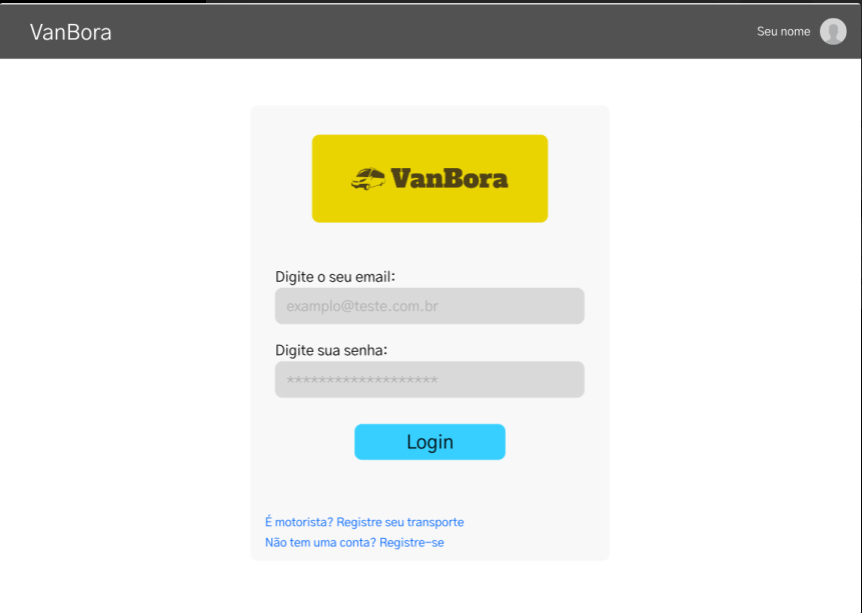 VanBora
Seu nome
VanBora
Digite o seu email:
examplo@teste.com.br
Digite sua senha:
********************
Login
É motorista? Registre seu transporte
Não tem uma conta? Registre-se